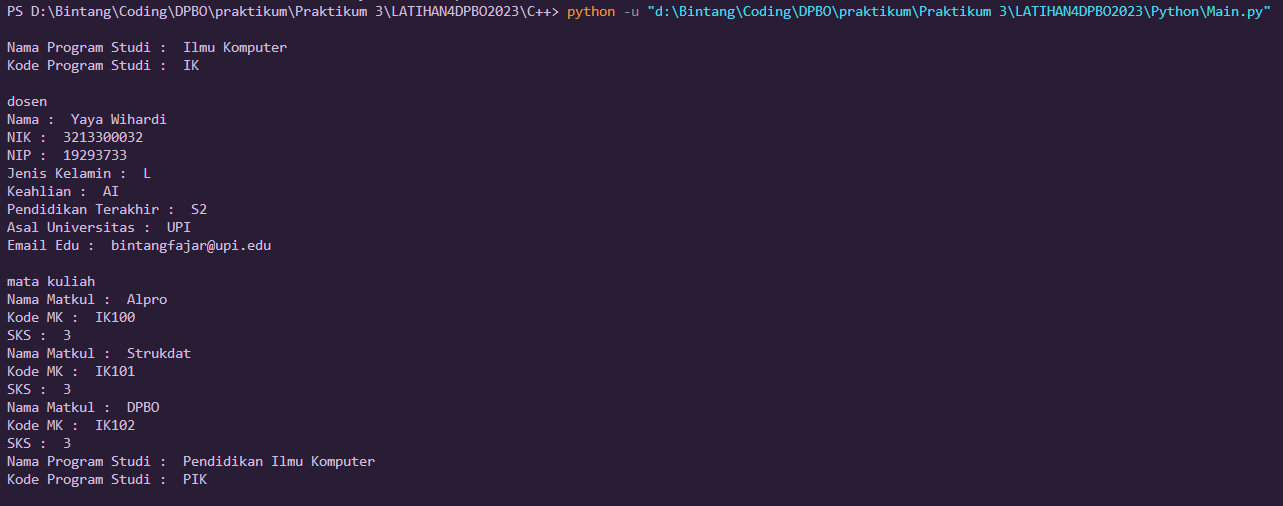 PS D:\Bintang\Coding\DPBO\praktikum\Praktikum 3\LATIHAN4DPBO2023\C++> python -u "d:\Bintang\Coding\DPBO\praktikum\Praktikum 3\LATIHAN4DPBO2023\Python\Main.py"
Nama Program Studi :  Ilmu Komputer
Kode Program Studi :  IK
dosen
Nama :  Yaya Wihardi
NIK :  3213300032
NIP :  19293733
Jenis Kelamin :  L
Keahlian :  AI
Pendidikan Terakhir :  S2
Asal Universitas :  UPI
Email Edu :  bintangfajar@upi.edu
mata kuliah
Nama Matkul :  Alpro
Kode MK :  IK100
SKS :  3
Nama Matkul :  Strukdat
Kode MK :  IK101
SKS :  3
Nama Matkul :  DPBO
Kode MK :  IK102
SKS :  3
Nama Program Studi :  Pendidikan Ilmu Komputer
Kode Program Studi :  PIK